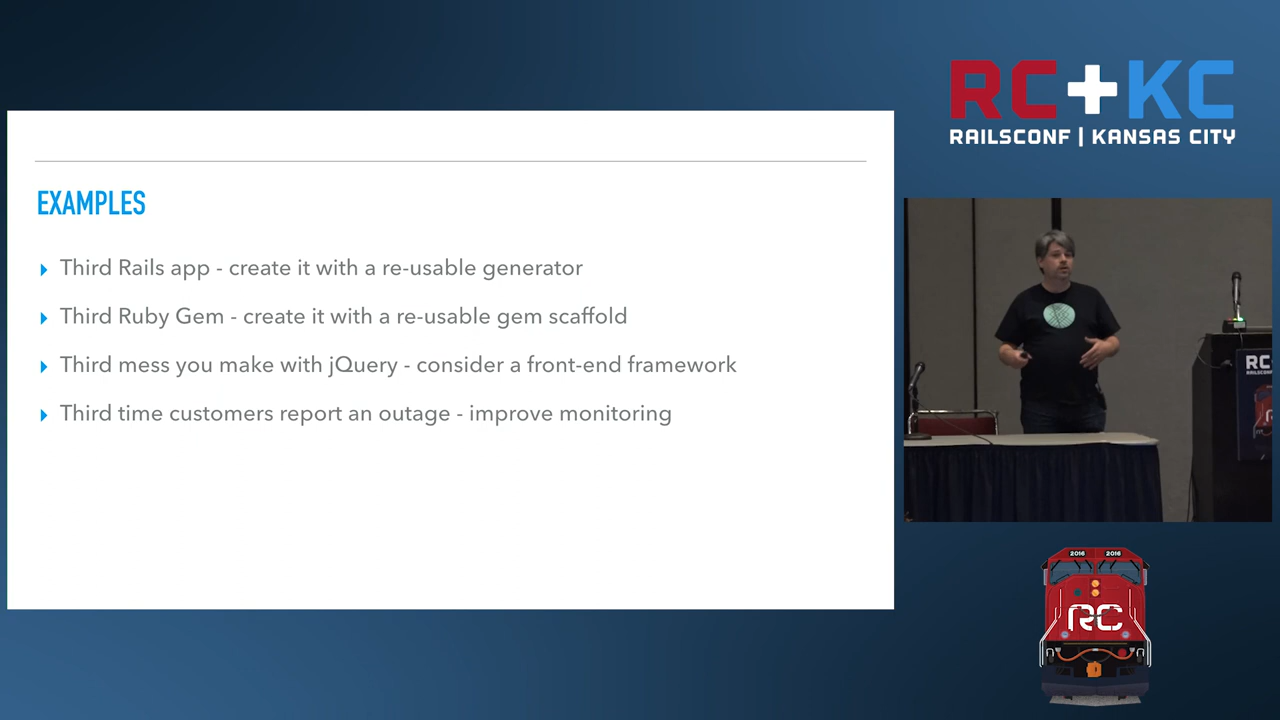 RC+KC
RAILSCONF | KANSAS CITY
EXAMPLES
Third Rails app - create it with a re-usable generator
Third Ruby Gem - create it with a re-usable gem scaffold
Third mess you make with jQuery - consider a front-end framework
Third time customers report an outage - improve monitoring
RC
2016 2016
RC